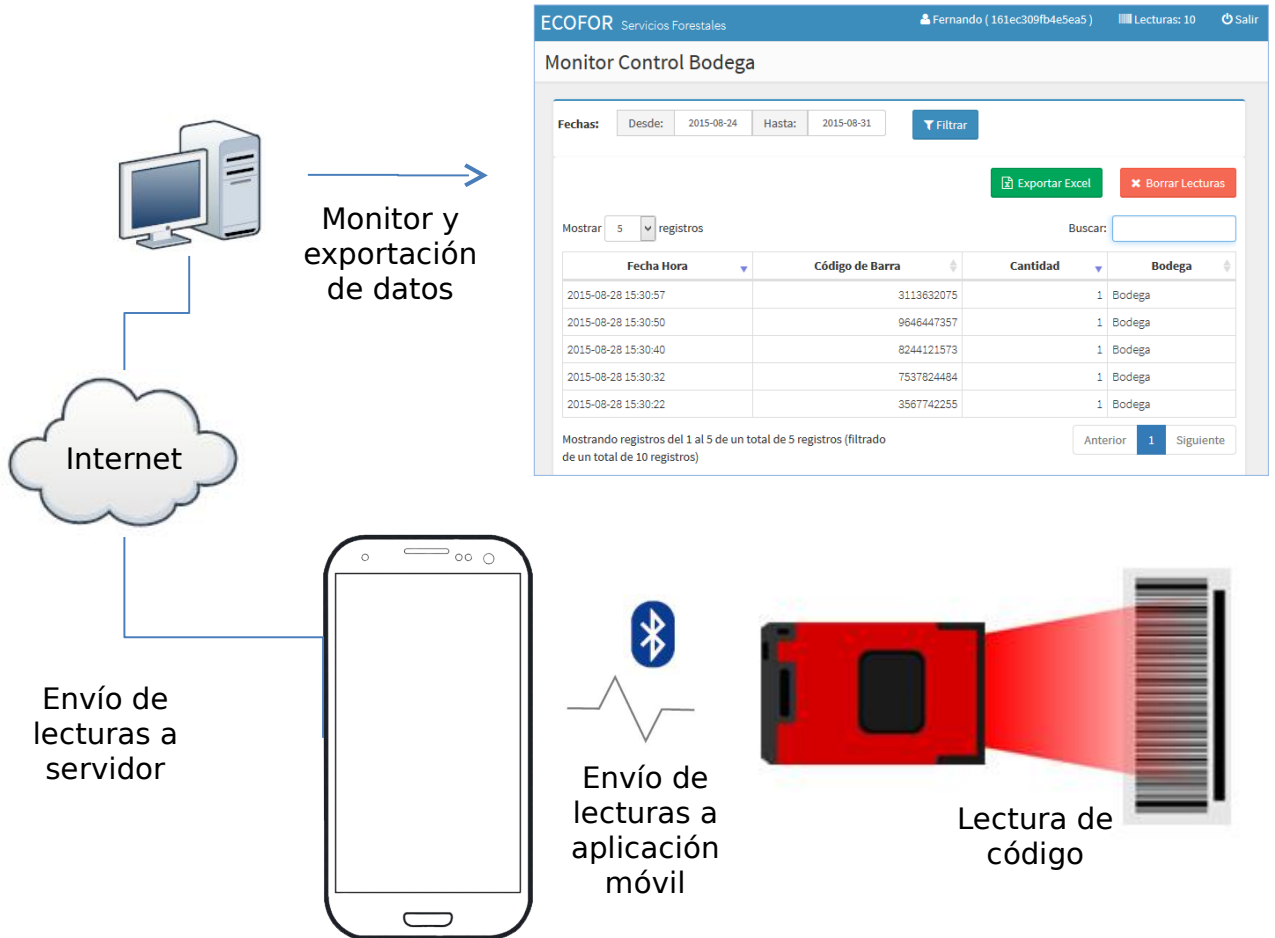 ECOFOR Servicios Forestales
Fernando ( 161ec309fb4e5ea5 )
Lecturas: 10
Salir
Monitor Control Bodega
Fechas: Desde: 2015-08-24 Hasta: 2015-08-31 Filtrar
Exportar Excel
Borrar Lecturas
Mostrar 5 registros
Buscar:
Fecha Hora Código de Barra Cantidad Bodega
2015-08-28 15:30:57 3113632075 1 Bodega
2015-08-28 15:30:50 9646447357 1 Bodega
2015-08-28 15:30:40 8244121573 1 Bodega
2015-08-28 15:30:32 7537824484 1 Bodega
2015-08-28 15:30:22 3567742255 1 Bodega
Mostrando registros del 1 al 5 de un total de 5 registros (filtrado
de un total de 10 registros)
Anterior 1 Siguiente
Monitor y
exportación
de datos
Internet
Envío de
lecturas a
servidor
Envío de
lecturas a
aplicación
móvil
Lectura de
código